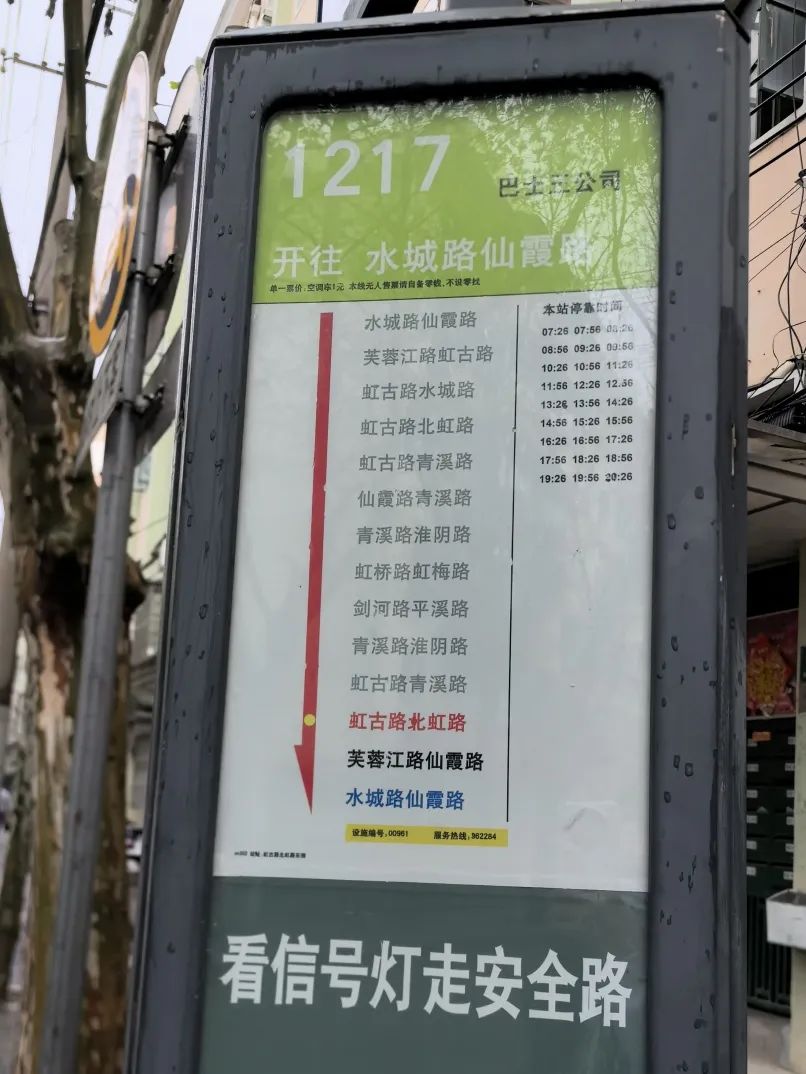 1217
巴士三公司
开往 水城路仙霞路
单一票价,空调车1元 本线无人售票请自备零钱,不设零找
水城路仙霞路
芙蓉江路虹古路
虹古路水城路
虹古路北虹路
虹古路青溪路
仙霞路青溪路
青溪路淮阴路
虹桥路虹梅路
剑河路平溪路
青溪路淮阴路
虹古路青溪路
虹古路北虹路
芙蓉江路仙霞路
水城路仙霞路
本站停靠时间
07:26 07:56 08:26
08:56 09:26 09:56
10:26 10:56 11:26
11:56 12:26 12:56
13:26 13:56 14:26
14:56 15:26 15:56
16:26 16:56 17:26
17:56 18:26 18:56
19:26 19:56 20:26
设施编号:00961 服务热线:962284
看信号灯走安全路